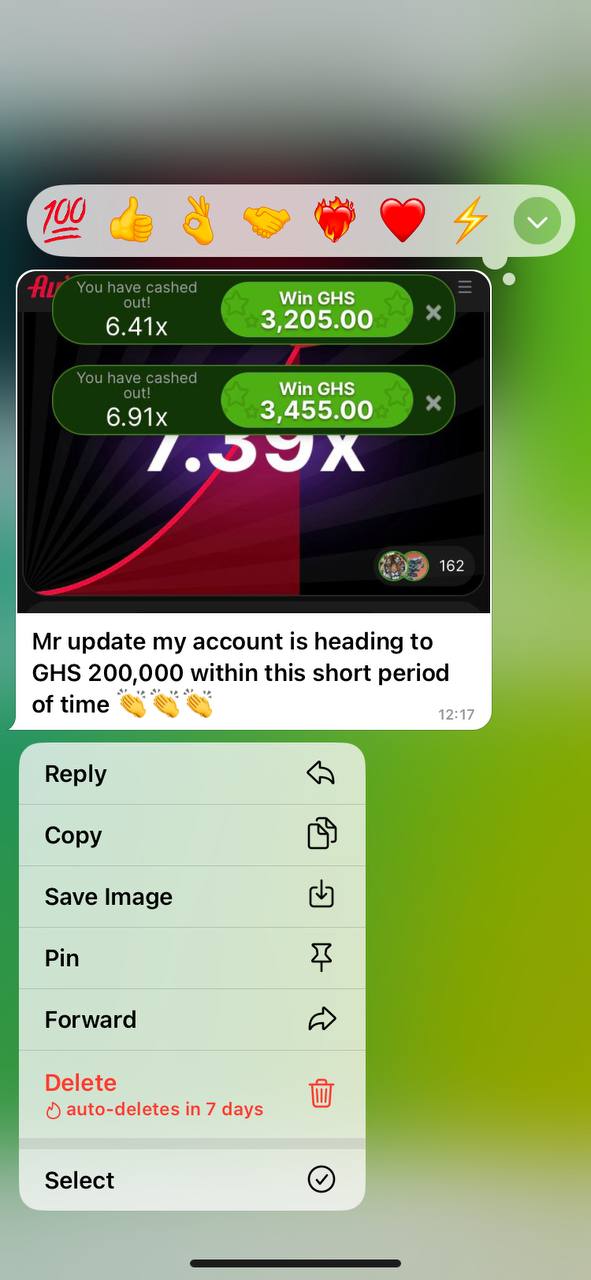 You have cashed
out!
6.41x
Win GHS
3,205.00
You have cashed
out!
6.91x
Win GHS
3,455.00
7.39x
162
Mr update my account is heading to
GHS 200,000 within this short period
of time 👏👏👏
12:17
Reply
Copy
Save Image
Pin
Forward
Delete
auto-deletes in 7 days
Select